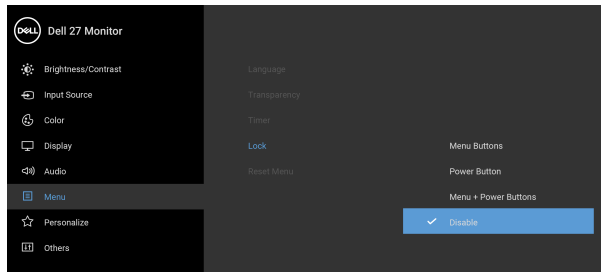 DELL Dell 27 Monitor
Brightness/Contrast Language
Input Source Transparency
Color Timer
Display Lock Menu Buttons
Audio Reset Menu Power Button
Menu Menu + Power Buttons
Personalize Disable
Others